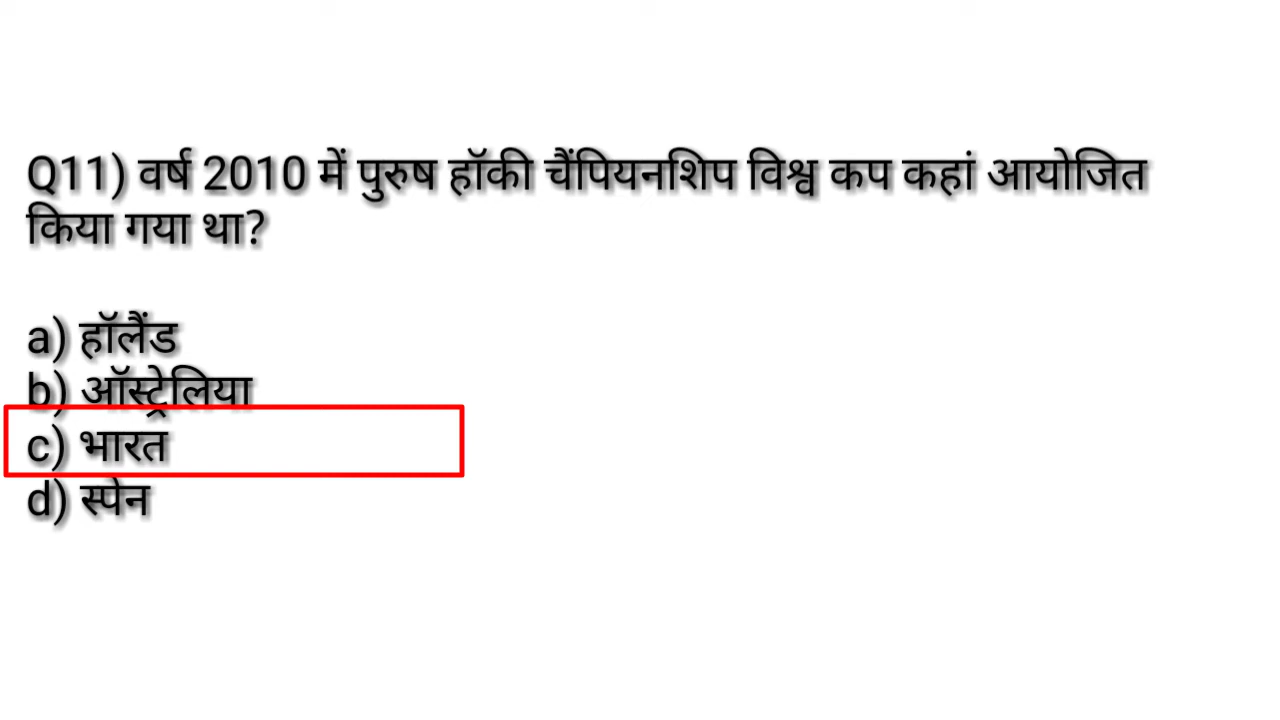 Q11) वर्ष 2010 में पुरुष हॉकी चैंपियनशिप विश्व कप कहां आयोजित
किया गया था?
a) हॉलैंड
b) ऑस्ट्रेलिया
c) भारत
d) स्पेन